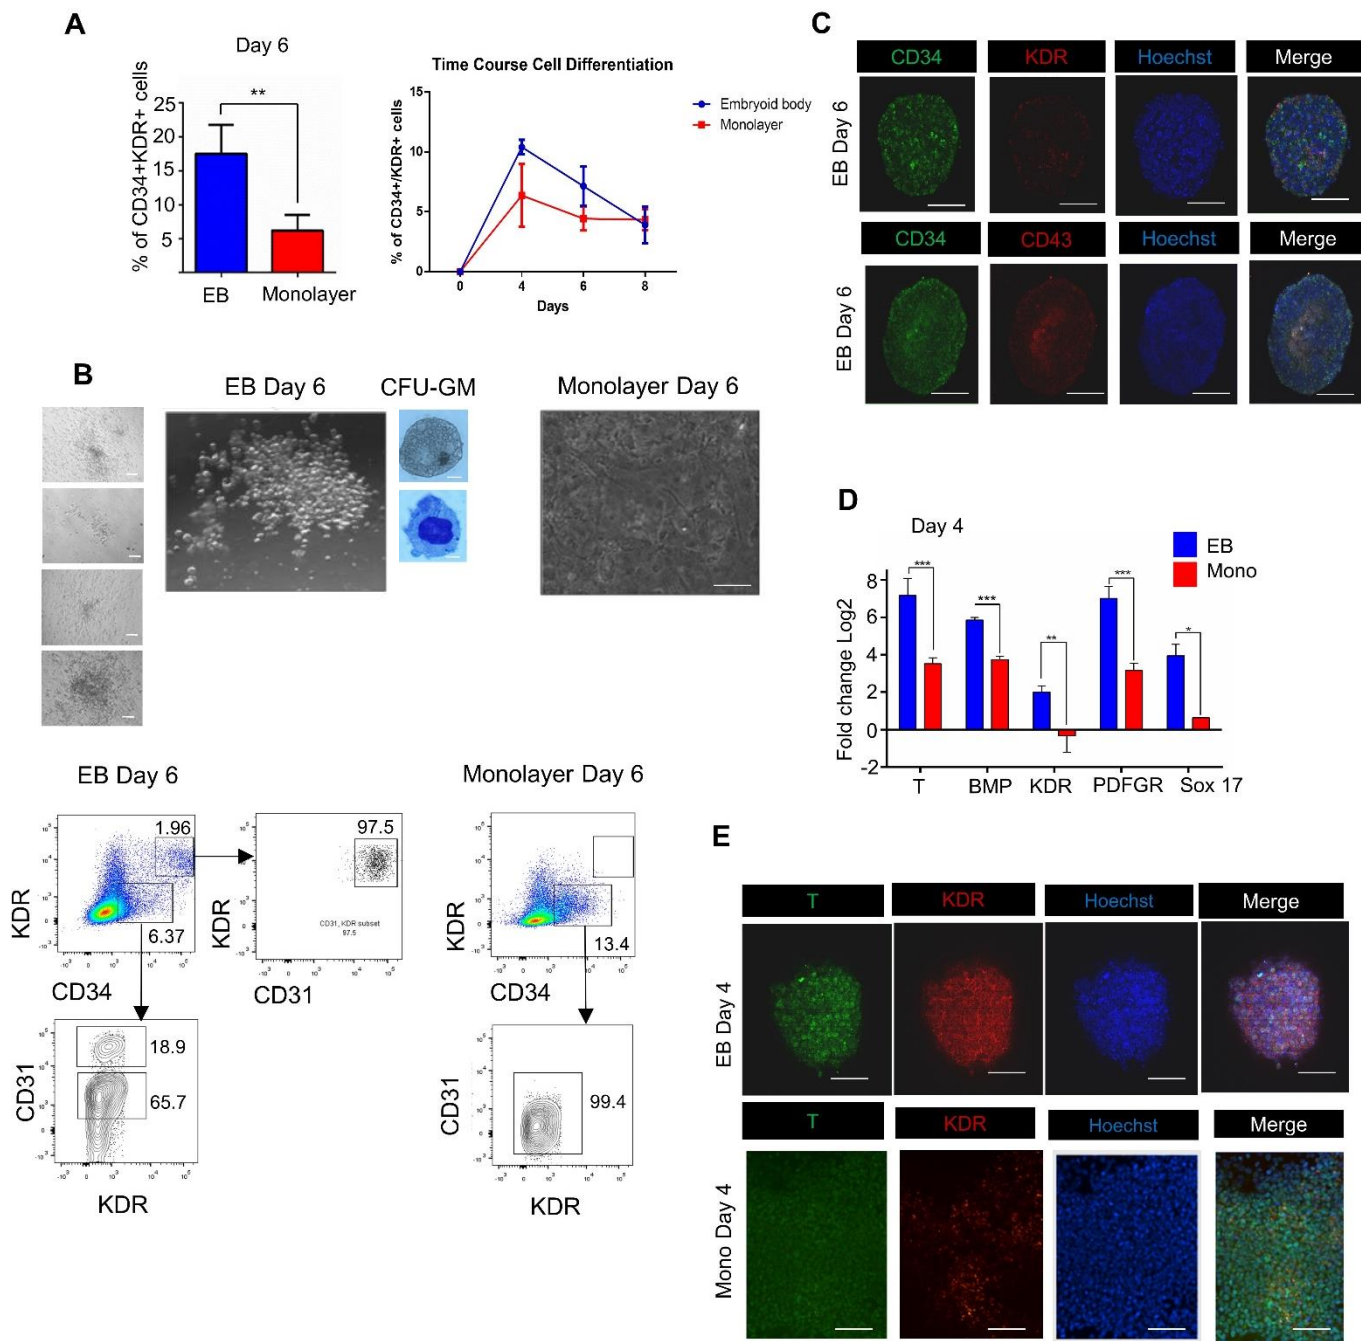 A
Day 6
% of CD34+KDR+ cells
25
20
15
10
5
**
EB
Monolayer
Time Course Cell Differentiation
% of CD34+/KDR+ cells
15
10
5
0
0
4
6
8
Days
Embryoid body
Monolayer
B
EB Day 6
CFU-GM
Monolayer Day 6
C
CD34
KDR
Hoechst
Merge
EB Day 6
CD34
CD43
Hoechst
Merge
EB Day 6
D
Day 4
EB
Mono
Fold change Log2
8
6
4
2
0
-2
***
***
**
***
*
T
BMP
KDR
PDFGR
Sox 17
EB Day 6
1.96
6.37
KDR
CD34
97.5
CD31, KDR subset
97.5
KDR
CD31
Monolayer Day 6
13.4
KDR
CD34
18.9
65.7
CD31
KDR
99.4
CD31
KDR
E
T
KDR
Hoechst
Merge
EB Day 4
T
KDR
Hoechst
Merge
Mono Day 4